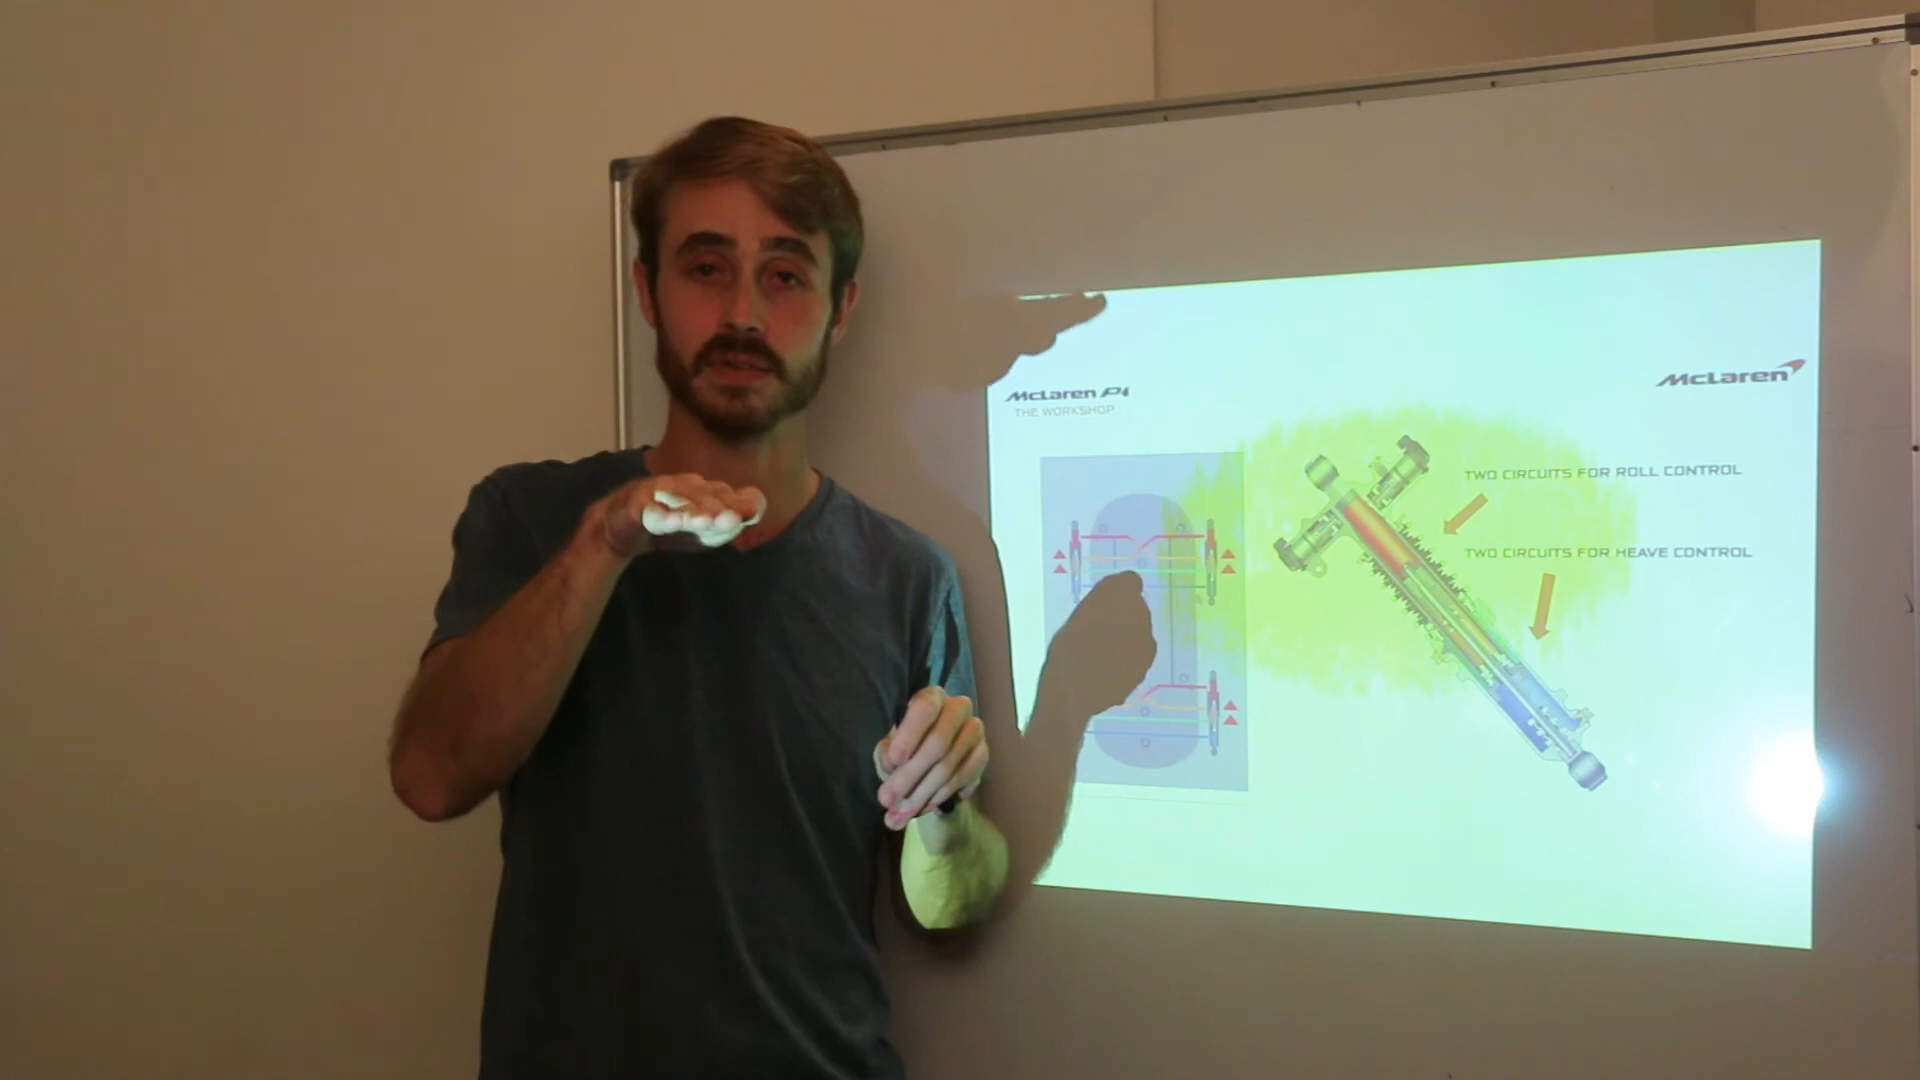 McLaren P1
THE WORKSHOP
McLaren
TWO CIRCUITS FOR ROLL CONTROL
TWO CIRCUITS FOR HEAVE CONTROL